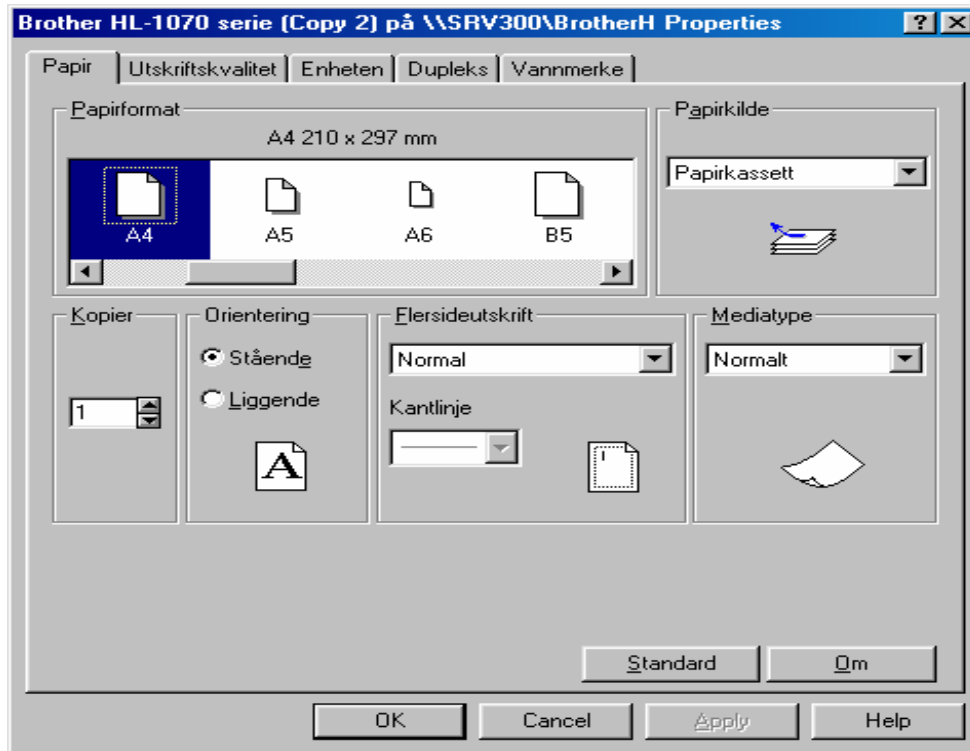 Brother HL-1070 serie (Copy 2) på \\SRV300\BrotherH Properties
Papir Utskriftskvalitet Enheten Dupleks Vannmerke
Papirformat
A4 210 x 297 mm
A4 A5 A6 B5
Papirkilde
Papirkassett
Kopier
1
Orientering
Stående
Liggende
A
Flersideutskrift
Normal
Kantlinje
1
Mediatype
Normalt
Standard Om
OK Cancel Apply Help